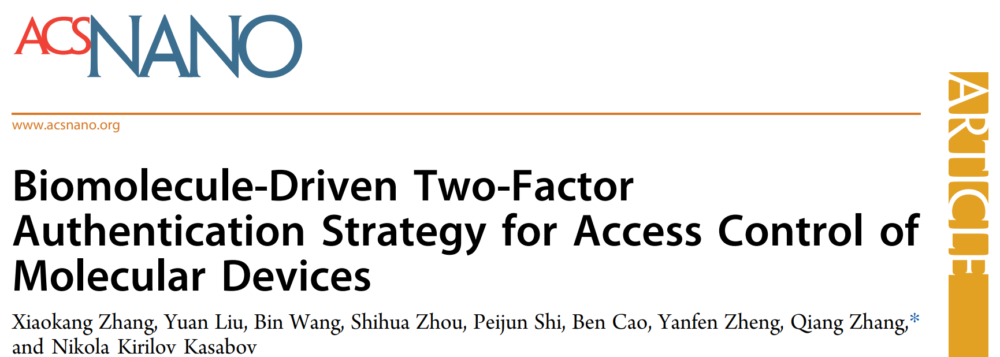 ACSNANO
www.acsnano.org
ARTICLE
Biomolecule-Driven Two-Factor
Authentication Strategy for Access Control of
Molecular Devices
Xiaokang Zhang, Yuan Liu, Bin Wang, Shihua Zhou, Peijun Shi, Ben Cao, Yanfen Zheng, Qiang Zhang,*
and Nikola Kirilov Kasabov